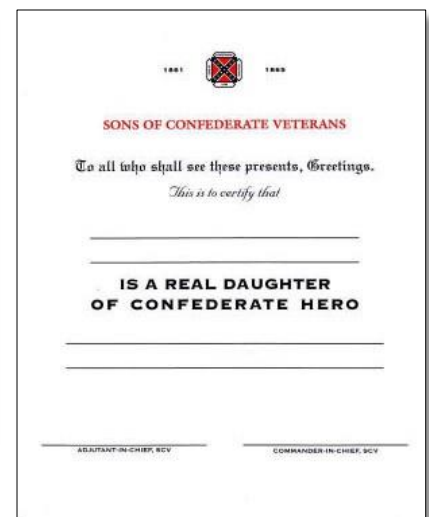 1861 1865
SONS OF CONFEDERATE VETERANS
To all who shall see these presents, Greetings.
This is to certify that
IS A REAL DAUGHTER
OF CONFEDERATE HERO
ADJUTANT-IN-CHIEF, SCV COMMANDER-IN-CHIEF, SCV